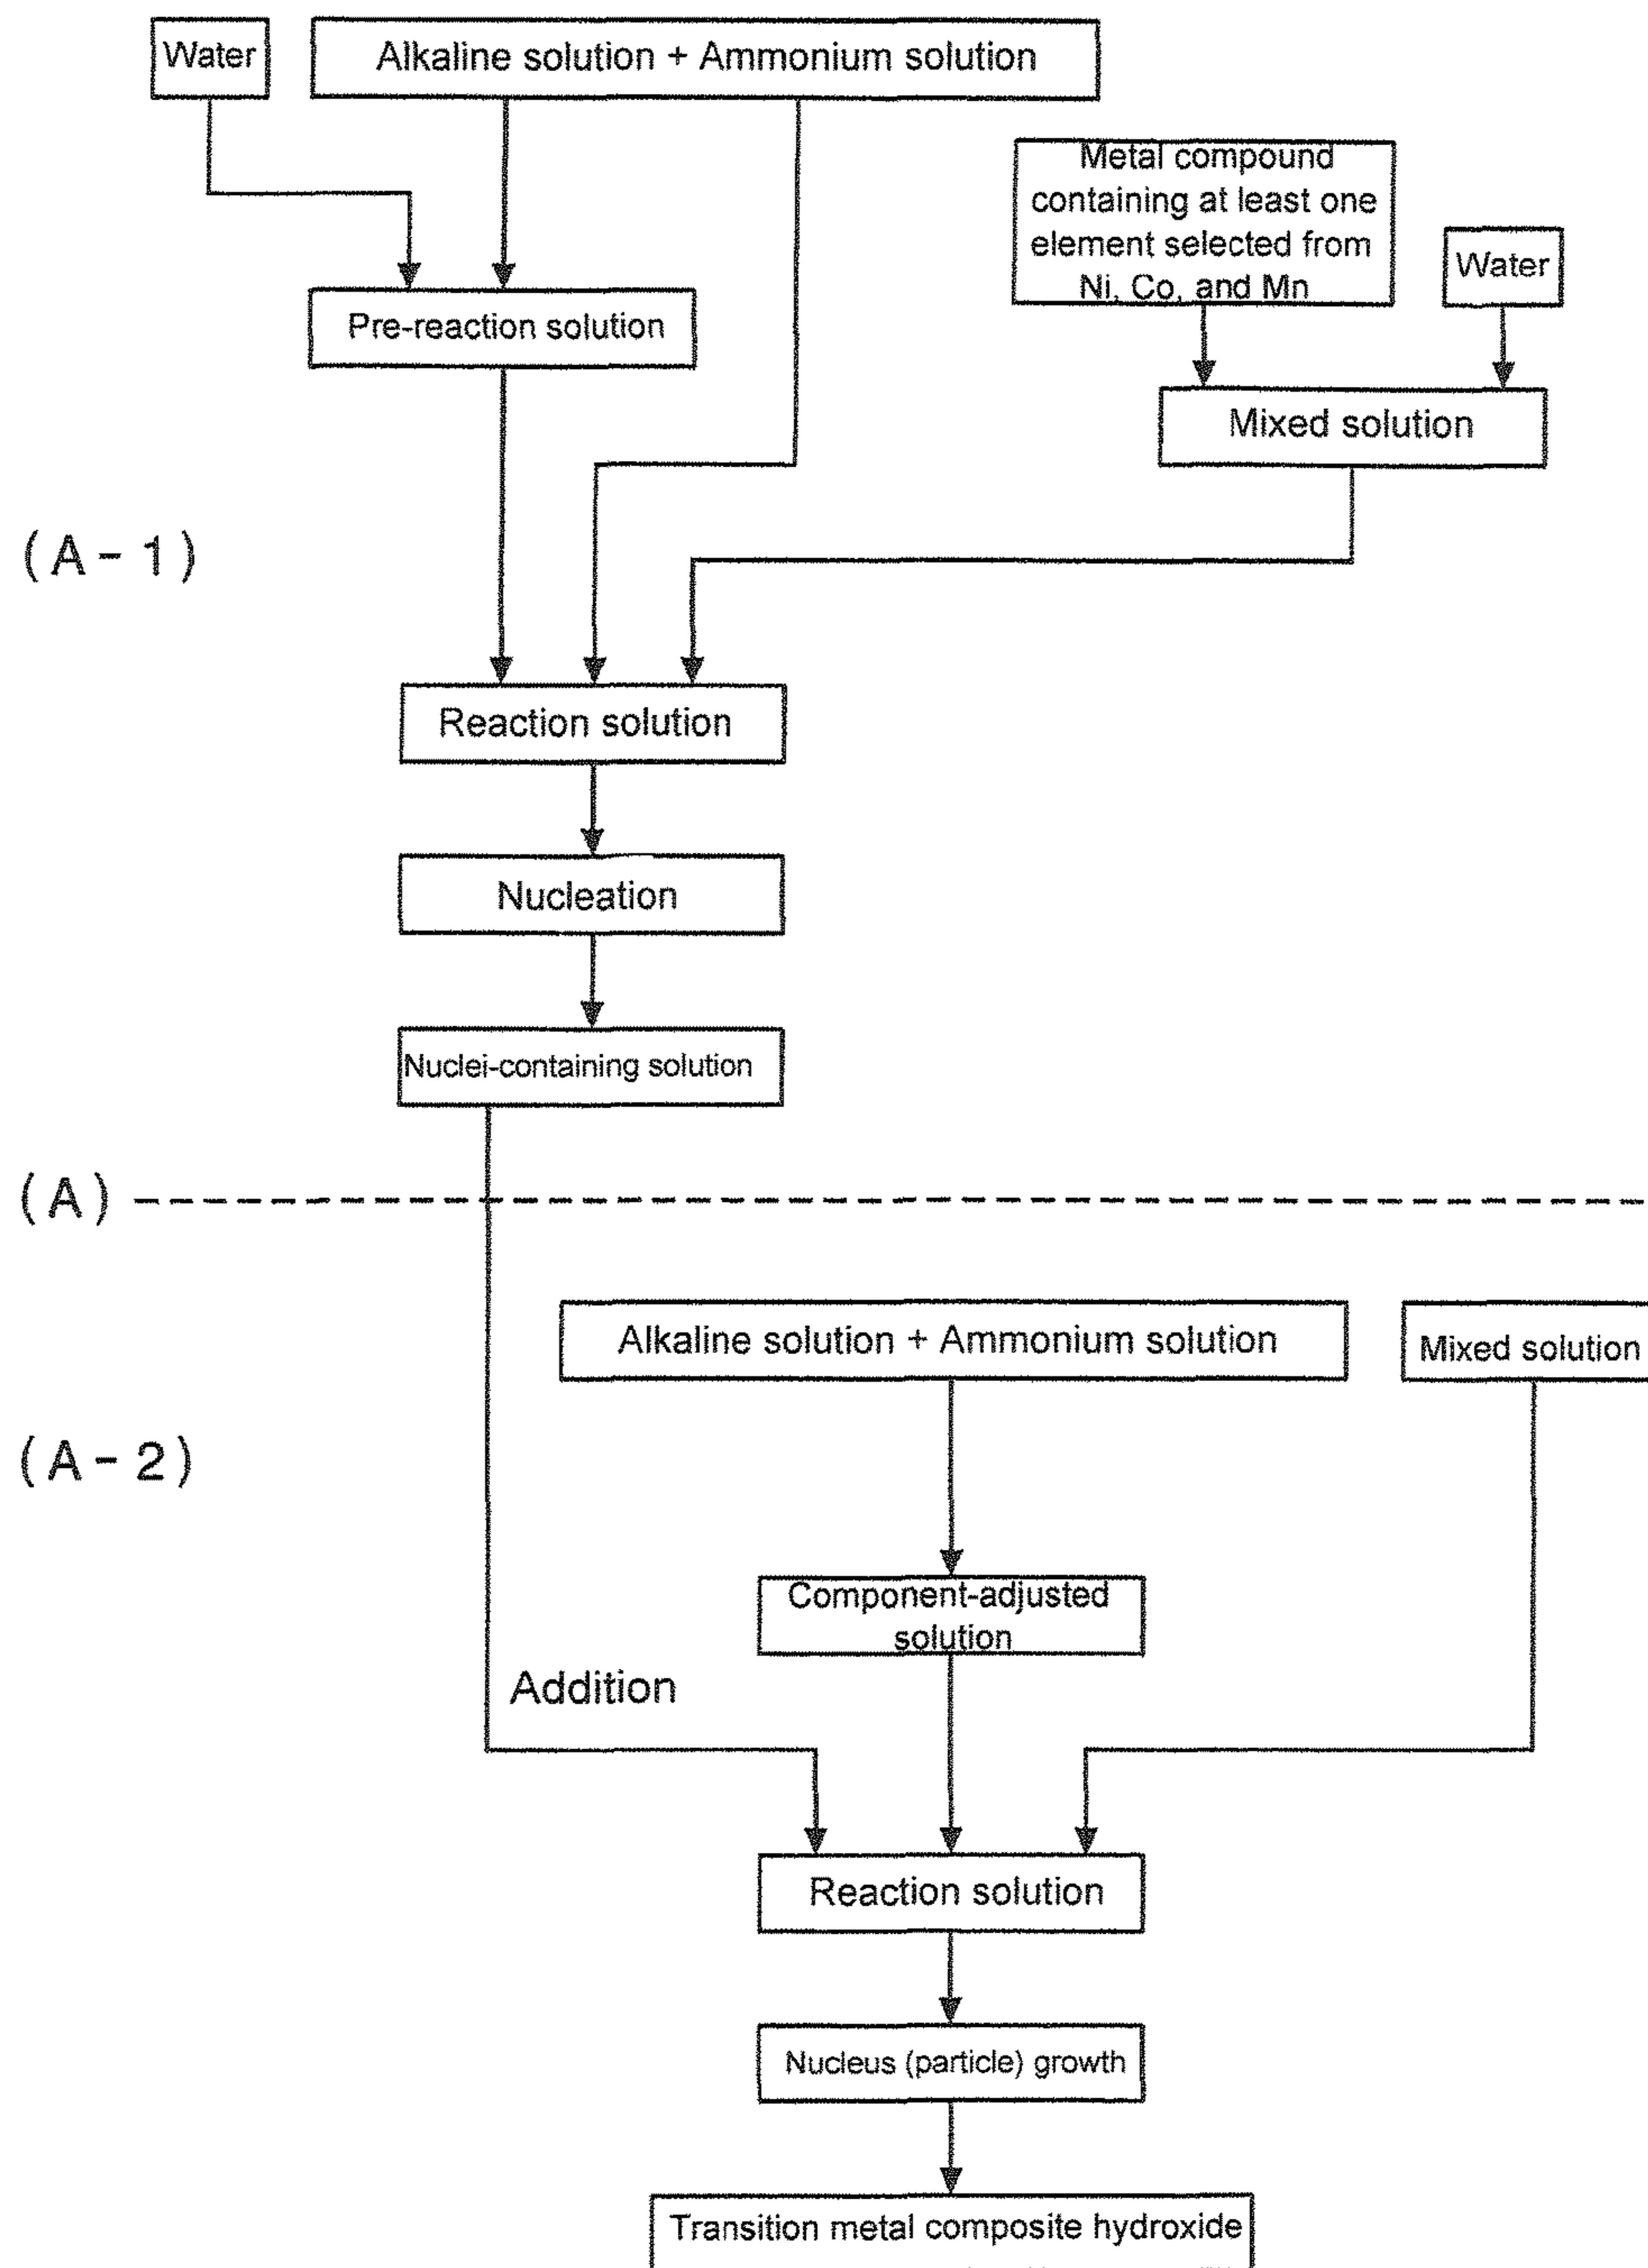 Water
Alkaline solution + Ammonium solution
Metal compound
containing at least one
element selected from
Ni, Co, and Mn
Water
Pre-reaction solution
Mixed solution
(A-1)
Reaction solution
Nucleation
Nuclei-containing solution
(A)
Alkaline solution + Ammonium solution
Mixed solution
(A-2)
Component-adjusted
solution
Addition
Reaction solution
Nucleus (particle) growth
Transition metal composite hydroxide